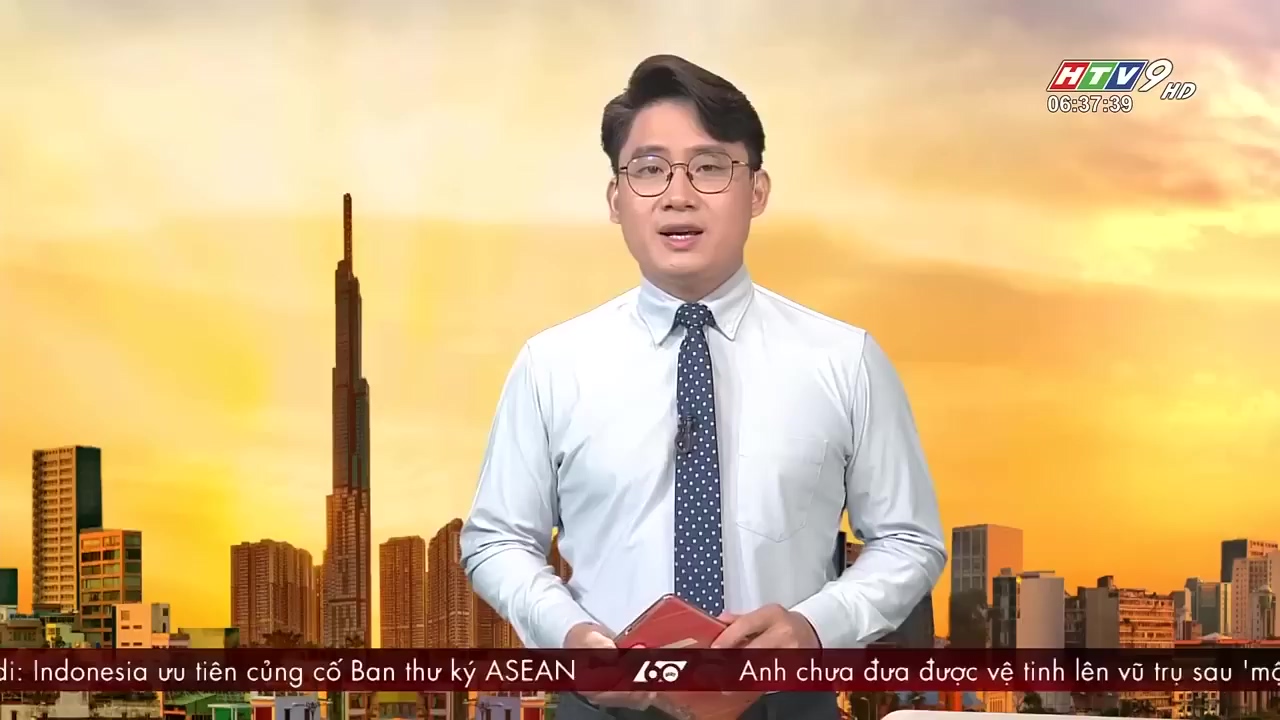 HTV9 HD
06:37:39
di: Indonesia ưu tiên củng cố Ban thư ký ASEAN 60 Anh chưa đưa được vệ tinh lên vũ trụ sau